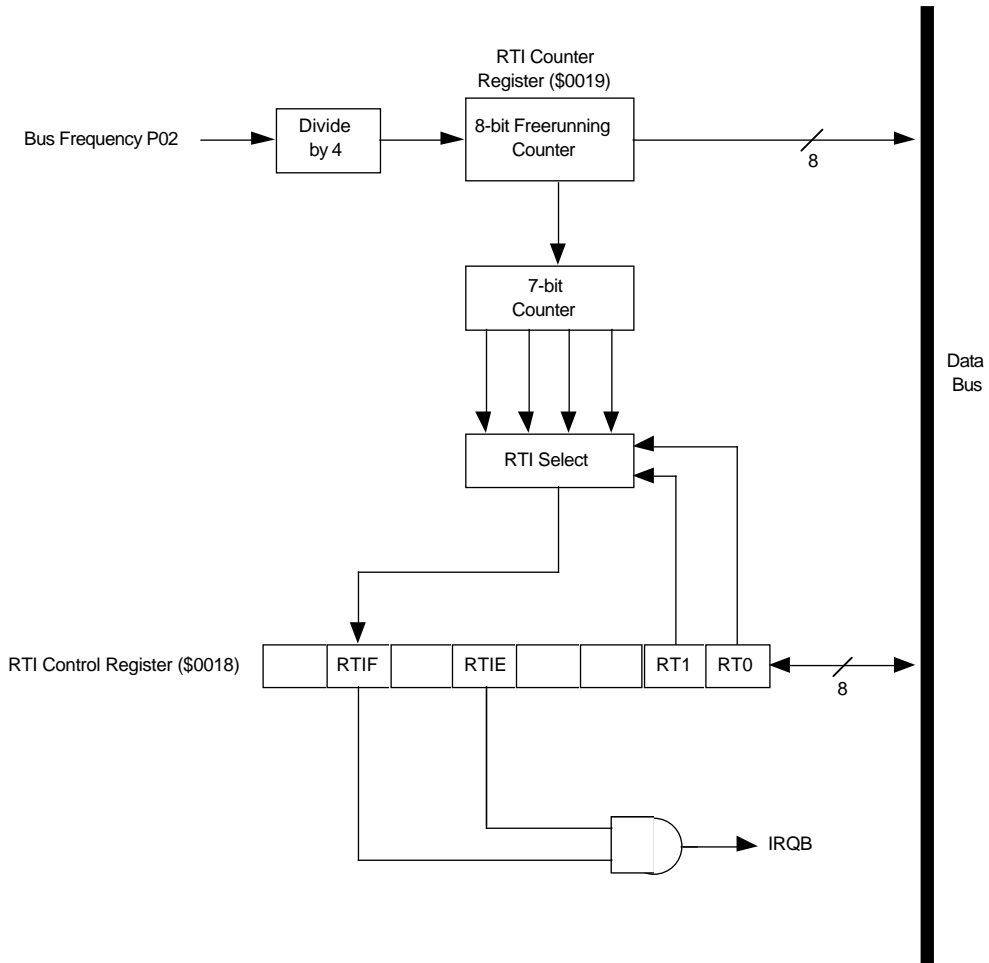 RTI Counter
Register ($0019)
Bus Frequency P02
Divide
by 4
8-bit Freerunning
Counter
8
7-bit
Counter
Data
Bus
RTI Select
RTI Control Register ($0018)
RTIF
RTIE
RT1
RT0
8
IRQB